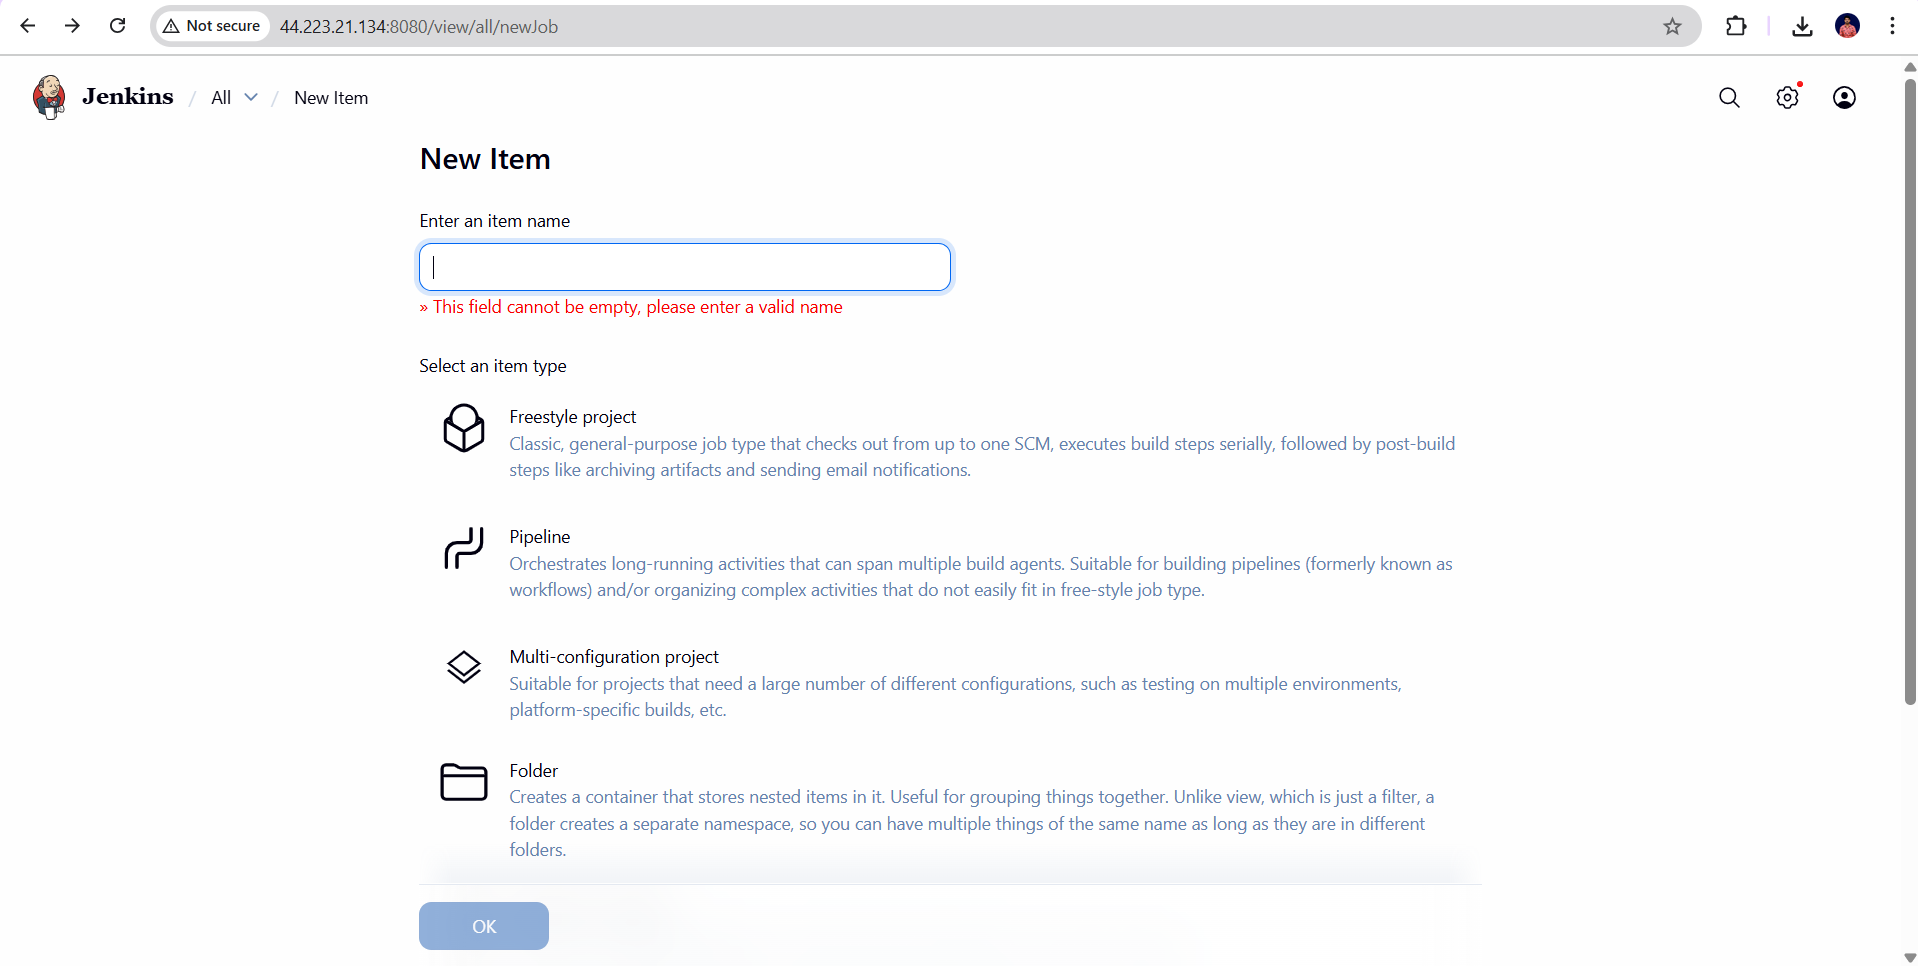 Not secure 44.223.21.134:8080/view/all/newJob
Jenkins / All / New Item
New Item
Enter an item name
» This field cannot be empty, please enter a valid name
Select an item type
Freestyle project
Classic, general-purpose job type that checks out from up to one SCM, executes build steps serially, followed by post-build
steps like archiving artifacts and sending email notifications.
Pipeline
Orchestrates long-running activities that can span multiple build agents. Suitable for building pipelines (formerly known as
workflows) and/or organizing complex activities that do not easily fit in free-style job type.
Multi-configuration project
Suitable for projects that need a large number of different configurations, such as testing on multiple environments,
platform-specific builds, etc.
Folder
Creates a container that stores nested items in it. Useful for grouping things together. Unlike view, which is just a filter, a
folder creates a separate namespace, so you can have multiple things of the same name as long as they are in different
folders.
OK